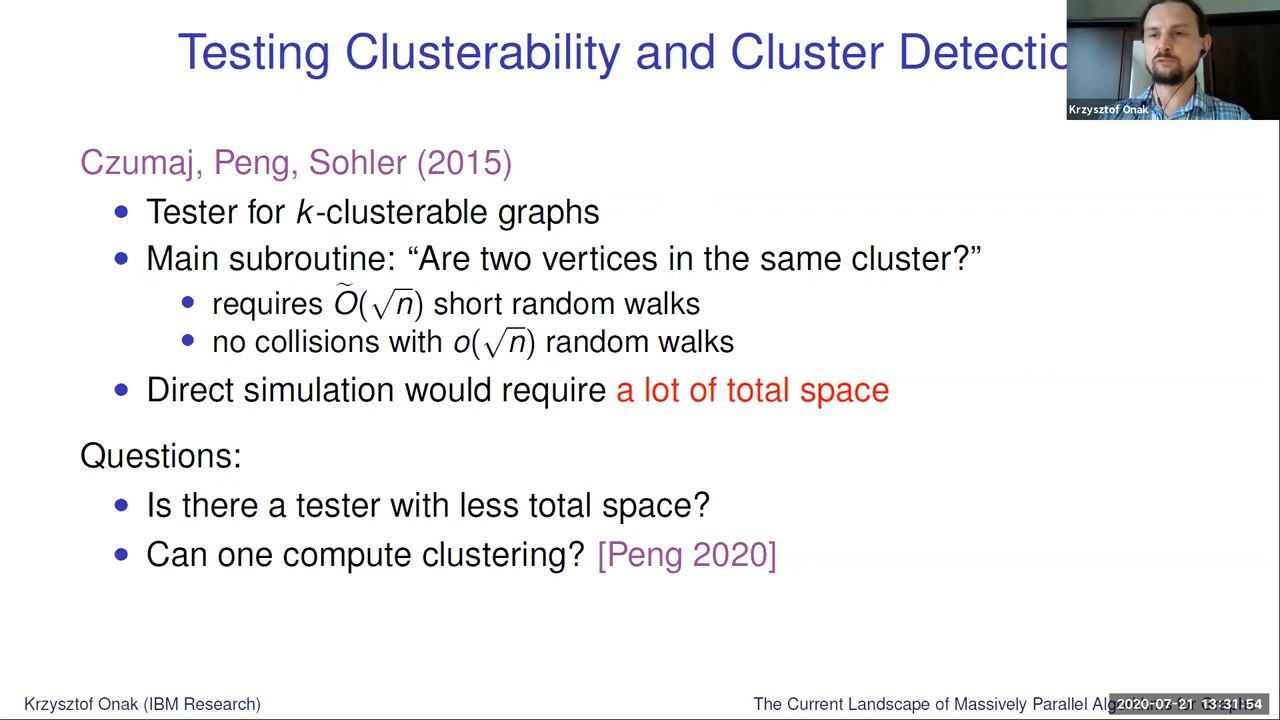 Testing Clusterability and Cluster Detectio
Krzysztof Onak
Czumaj, Peng, Sohler (2015)
• Tester for k-clusterable graphs
• Main subroutine: “Are two vertices in the same cluster?”
• requires Õ(√n) short random walks
• no collisions with o(√n) random walks
• Direct simulation would require a lot of total space
Questions:
• Is there a tester with less total space?
• Can one compute clustering? [Peng 2020]
Krzysztof Onak (IBM Research)
The Current Landscape of Massively Parallel
2020-07-21 13:31:54